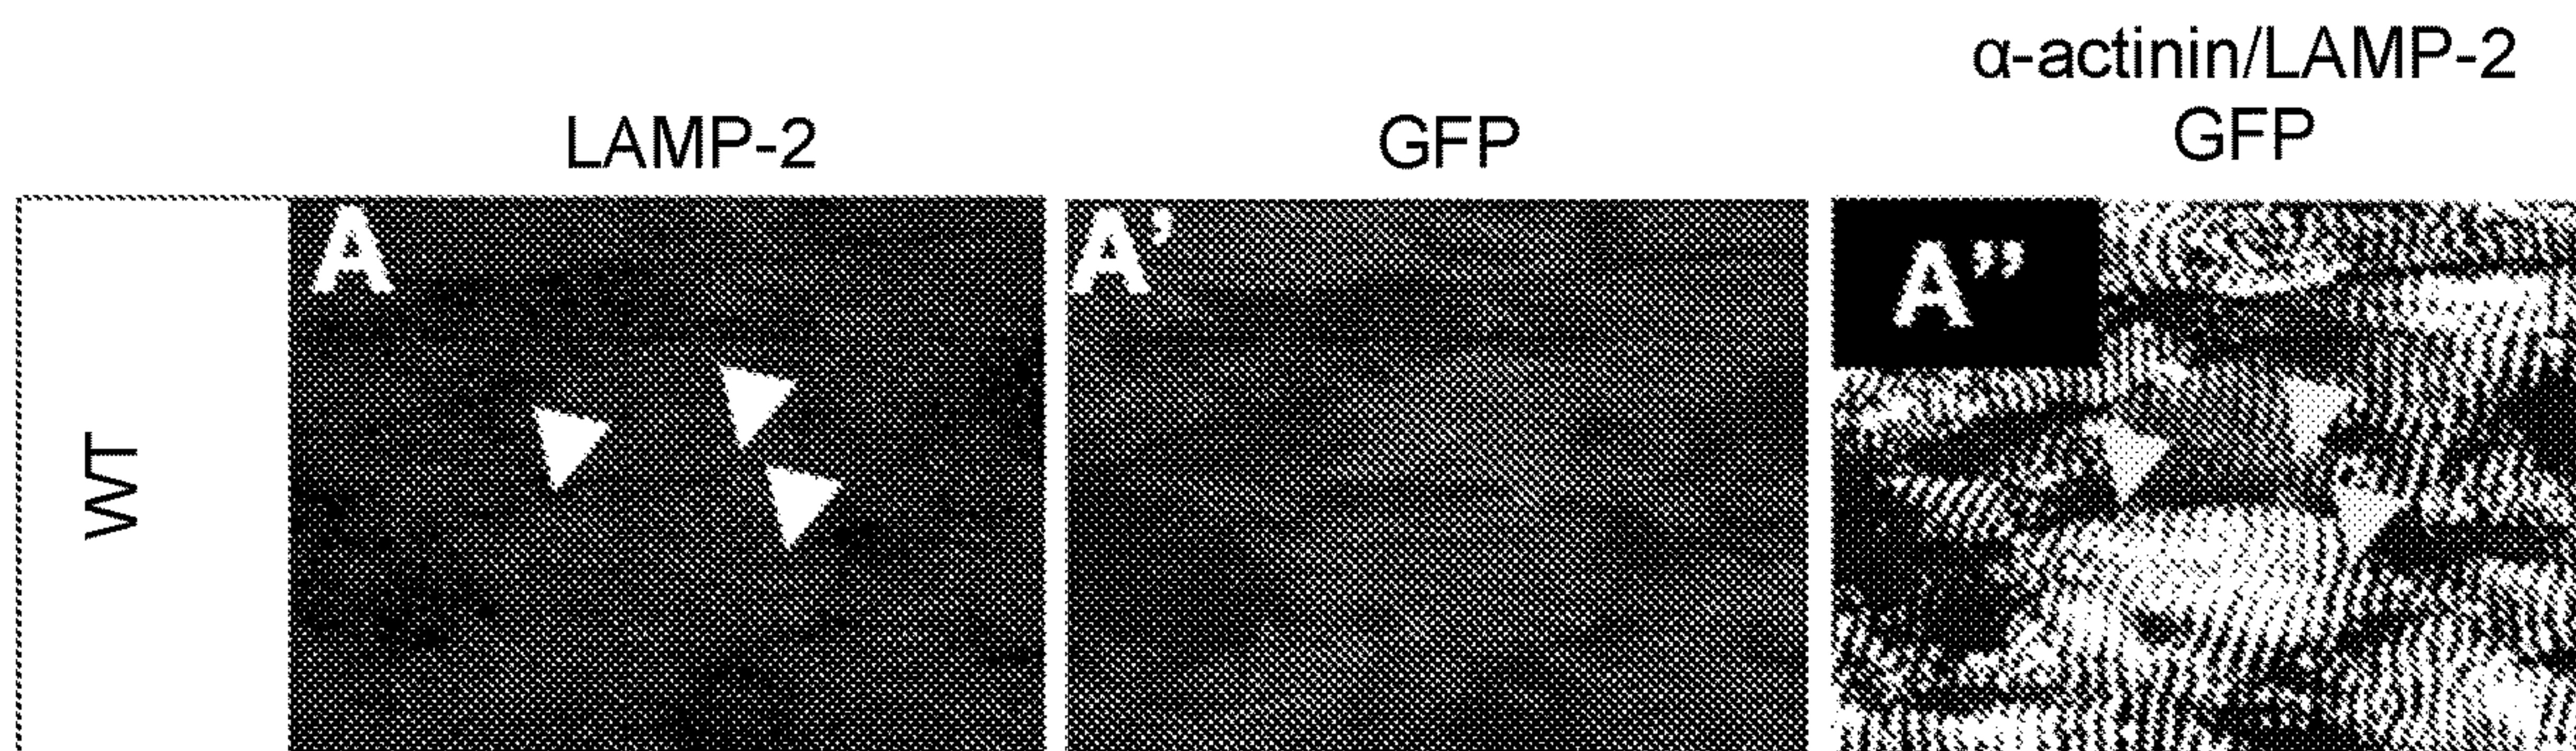 LAMP-2
GFP
α-actinin/LAMP-2
GFP
WT
A
A’
A”